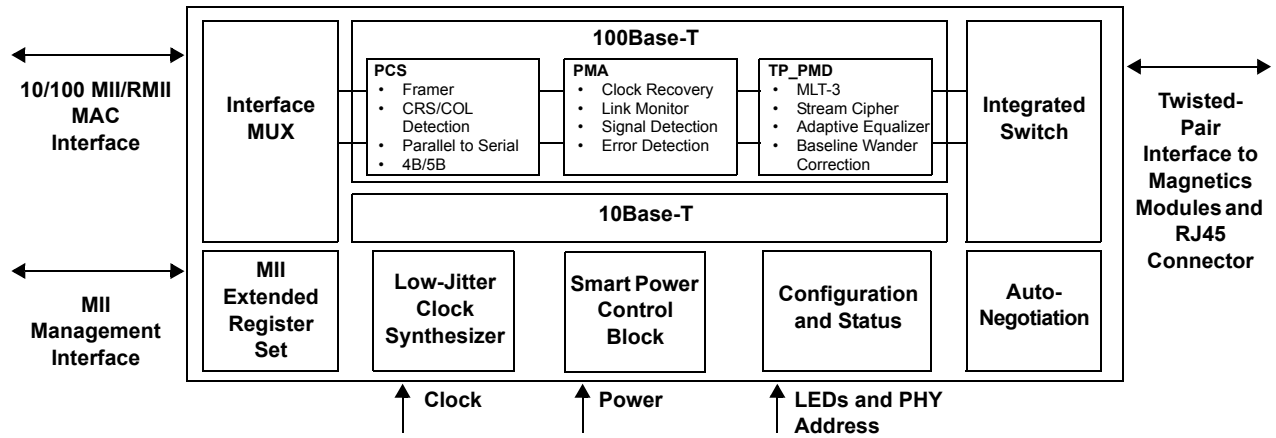 10/100 MII/RMII
MAC
Interface
MII
Management
Interface
Interface
MUX
100Base-T
PCS
• Framer
• CRS/COL
Detection
• Parallel to Serial
• 4B/5B
PMA
• Clock Recovery
• Link Monitor
• Signal Detection
• Error Detection
TP_PMD
• MLT-3
• Stream Cipher
• Adaptive Equalizer
• Baseline Wander
Correction
Integrated
Switch
10Base-T
MII
Extended
Register
Set
Low-Jitter
Clock
Synthesizer
Smart Power
Control
Block
Configuration
and Status
Auto-
Negotiation
Twisted-
Pair
Interface to
Magnetics
Modules and
RJ45
Connector
Clock
Power
LEDs and PHY
Address